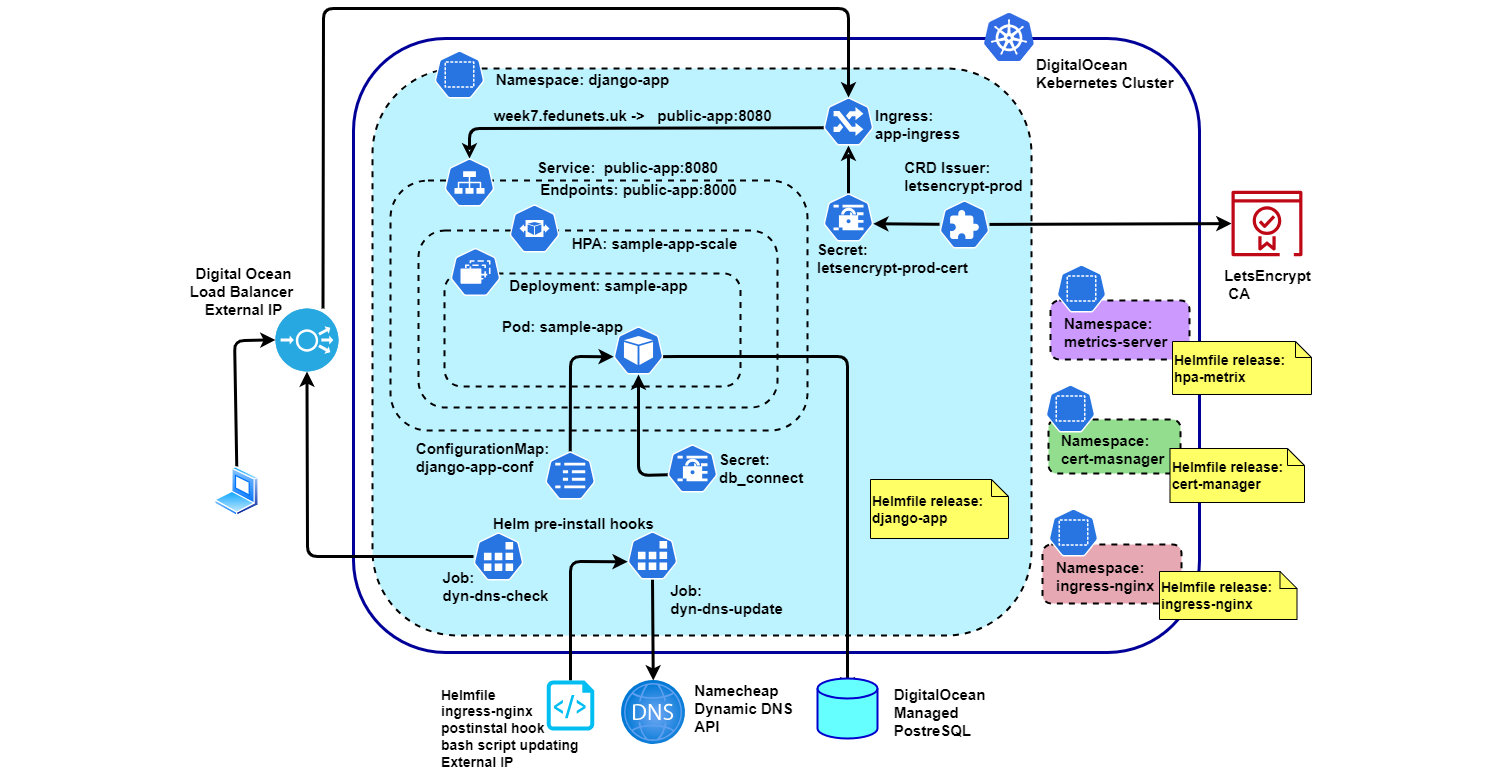 DigitalOcean
Kebernetes Cluster
Namespace: django-app
week7.fedunets.uk -> public-app:8080
Ingress:
app-ingress
Service: public-app:8080
Endpoints: public-app:8000
CRD Issuer:
letsencrypt-prod
HPA: sample-app-scale
Secret:
letsencrypt-prod-cert
LetsEncrypt
CA
Digital Ocean
Load Balancer
External IP
Deployment: sample-app
Pod: sample-app
Namespace:
metrics-server
Helmfile release:
hpa-metrix
ConfigurationMap:
django-app-conf
Secret:
db_connect
Namespace:
cert-masnager
Helmfile release:
cert-manager
Helmfile release:
django-app
Helm pre-install hooks
Job:
dyn-dns-check
Job:
dyn-dns-update
Namespace:
ingress-nginx
Helmfile release:
ingress-nginx
Helmfile
ingress-nginx
postinstal hook
bash script updating
External IP
</>
DNS
Namecheap
Dynamic DNS
API
DigitalOcean
Managed
PostreSQL